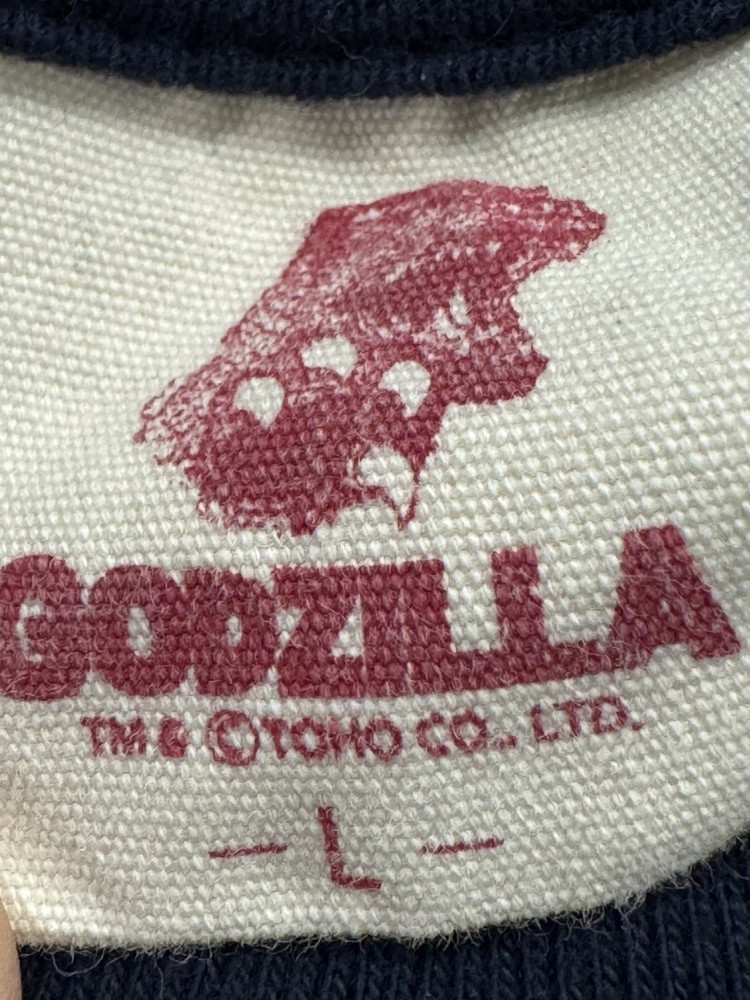 GODZILLA
TM & ©TOHO CO., LTD.
— L —